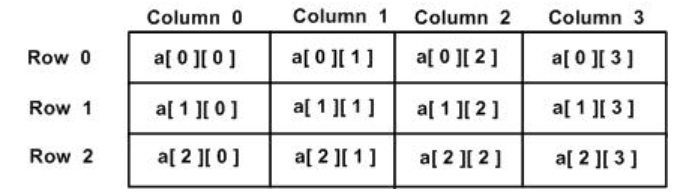 Column 0 Column 1 Column 2 Column 3
Row 0 a[ 0 ][ 0 ] a[ 0 ][ 1 ] a[ 0 ][ 2 ] a[ 0 ][ 3 ]
Row 1 a[ 1 ][ 0 ] a[ 1 ][ 1 ] a[ 1 ][ 2 ] a[ 1 ][ 3 ]
Row 2 a[ 2 ][ 0 ] a[ 2 ][ 1 ] a[ 2 ][ 2 ] a[ 2 ][ 3 ]